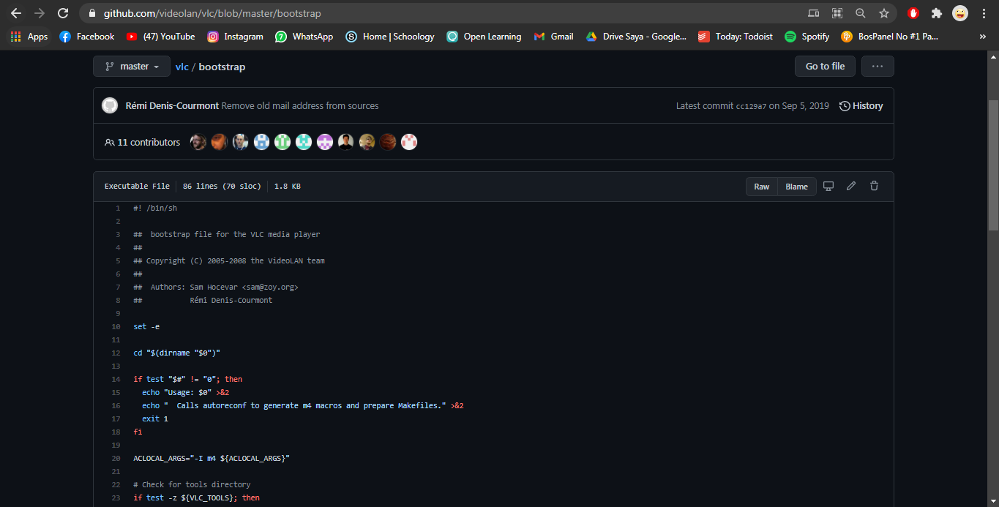 github.com/videolan/vlc/blob/master/bootstrap
Apps Facebook (47) YouTube Instagram WhatsApp Home | Schoology Open Learning Gmail Drive Saya - Google... Today: Todoist Spotify BosPanel No #1 Pa... »
master vlc / bootstrap Go to file ...
Rémi Denis-Courmont Remove old mail address from sources Latest commit cc129a7 on Sep 5, 2019 History
11 contributors
Executable File 86 lines (70 sloc) 1.8 KB Raw Blame
1 #! /bin/sh
2
3 ##  bootstrap file for the VLC media player
4 ##
5 ## Copyright (C) 2005-2008 the VideoLAN team
6 ##
7 ##  Authors: Sam Hocevar <sam@zoy.org>
8 ##           Rémi Denis-Courmont
9
10 set -e
11
12 cd "$(dirname "$0")"
13
14 if test "$#" != "0"; then
15   echo "Usage: $0" >&2
16   echo "  Calls autoreconf to generate m4 macros and prepare Makefiles." >&2
17   exit 1
18 fi
19
20 ACLOCAL_ARGS="-I m4 ${ACLOCAL_ARGS}"
21
22 # Check for tools directory
23 if test -z ${VLC_TOOLS}; then